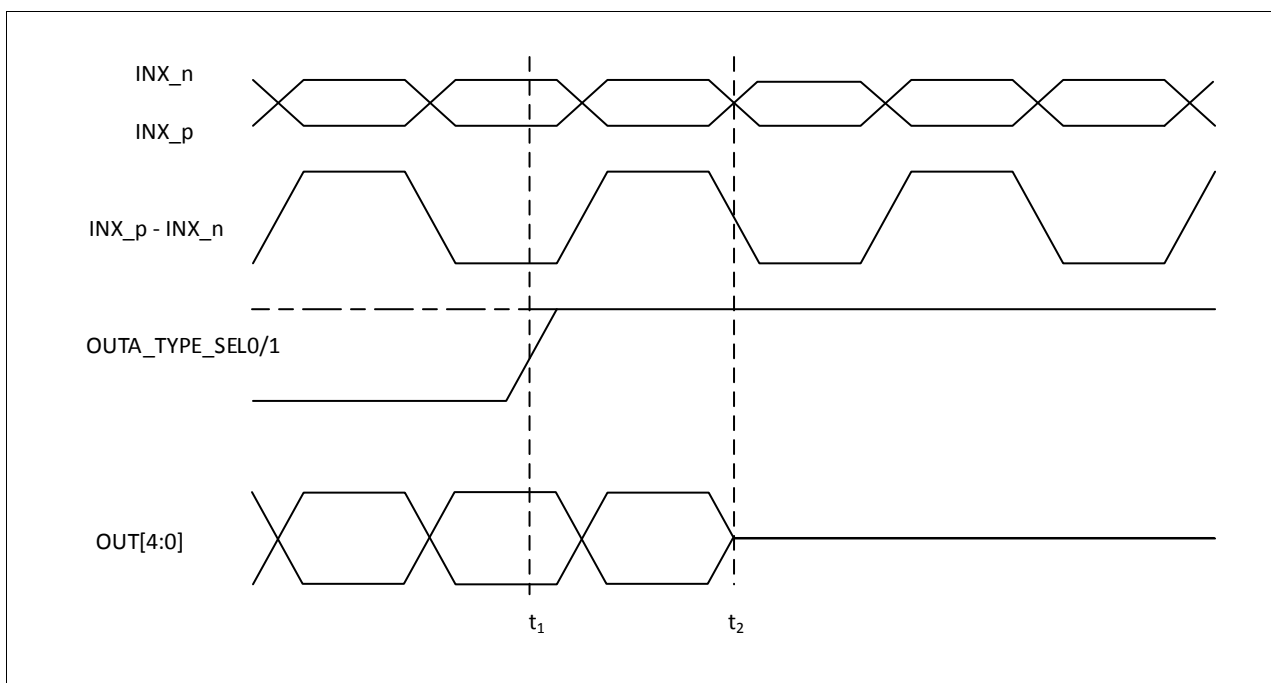 INX_n
INX_p
INX_p - INX_n
OUTA_TYPE_SEL0/1
OUT[4:0]
t₁ t₂